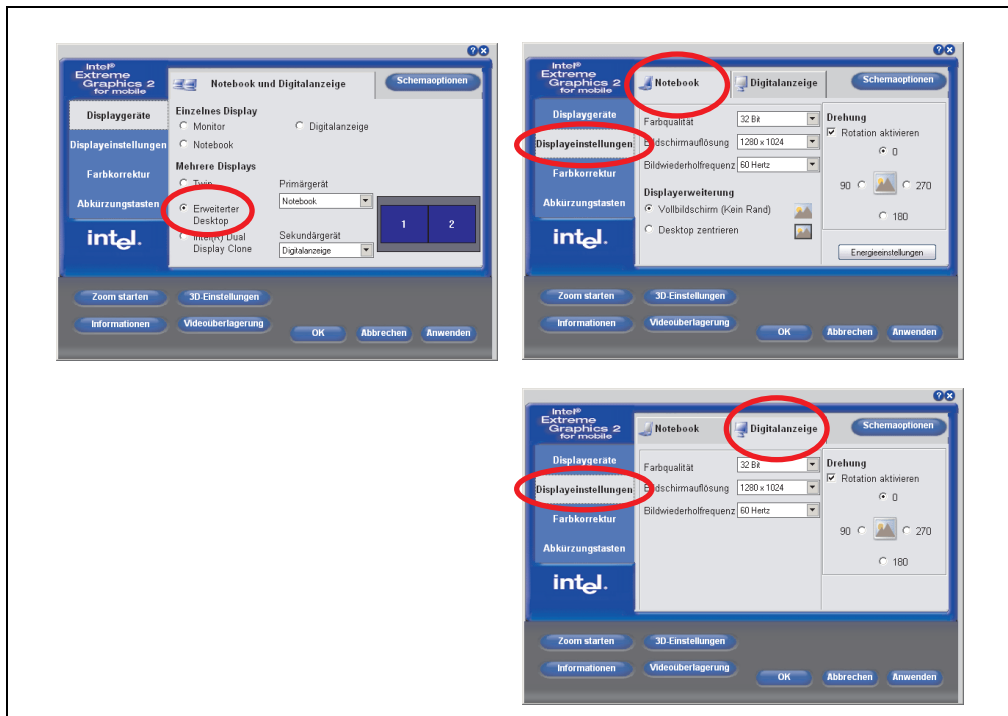 Intel®
Extreme
Graphics 2
for mobile
Notebook und Digitalanzeige
Schemaoptionen
Displaygeräte
Displayeinstellungen
Farbkorrektur
Abkürzungstasten
intel.
Einzelnes Display
Monitor
Digitalanzeige
Notebook
Mehrere Displays
Twin
Erweiterter
Desktop
Intel(R) Dual
Display Clone
Primärgerät
Notebook
Sekundärgerät
Digitalanzeige
1 2
Zoom starten
3D-Einstellungen
Informationen
Videoüberlagerung
OK
Abbrechen
Anwenden
Intel®
Extreme
Graphics 2
for mobile
Notebook
Digitalanzeige
Schemaoptionen
Displaygeräte
Displayeinstellungen
Farbkorrektur
Abkürzungstasten
intel.
Farbqualität 32 Bit
Bildschirmauflösung 1280 x 1024
Bildwiederholfrequenz 60 Hertz
Displayerweiterung
Vollbildschirm (Kein Rand)
Desktop zentrieren
Drehung
Rotation aktivieren
0
90 270
180
Energieeinstellungen
Zoom starten
3D-Einstellungen
Informationen
Videoüberlagerung
OK
Abbrechen
Anwenden
Intel®
Extreme
Graphics 2
for mobile
Notebook
Digitalanzeige
Schemaoptionen
Displaygeräte
Displayeinstellungen
Farbkorrektur
Abkürzungstasten
intel.
Farbqualität 32 Bit
Bildschirmauflösung 1280 x 1024
Bildwiederholfrequenz 60 Hertz
Drehung
Rotation aktivieren
0
90 270
180
Zoom starten
3D-Einstellungen
Informationen
Videoüberlagerung
OK
Abbrechen
Anwenden